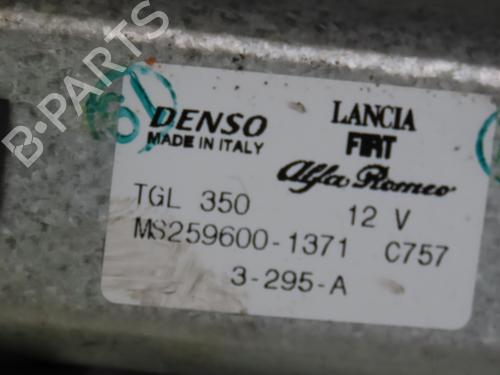 B-PARTS
DENSO
MADE IN ITALY
LANCIA
FIAT
Alfa Romeo
TGL 350 12 V
MS259600-1371 C757
3-295-A